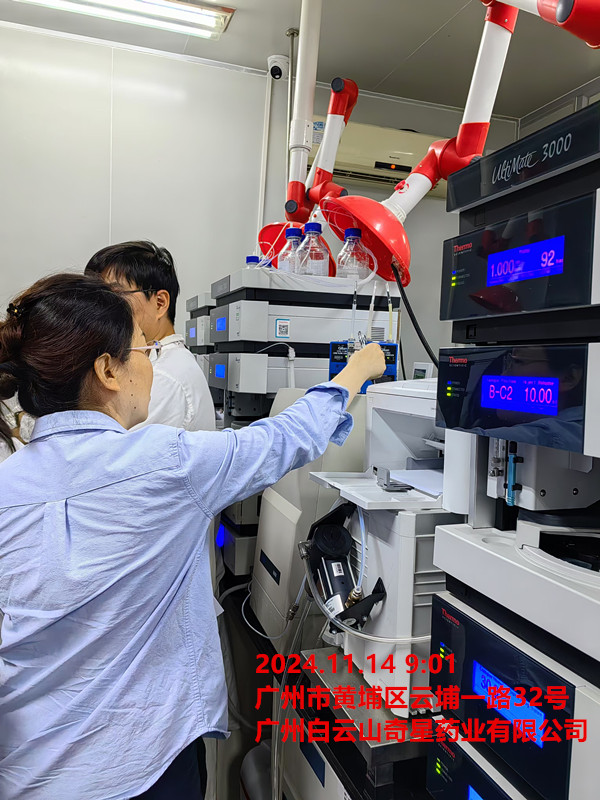 UltiMate 3000
Thermo
1.000 92
Thermo
SCIENTIFIC
B-C2 10.00
Thermo
2024.11.14 9:01
广州市黄埔区云埔一路32号
广州白云山奇星药业有限公司